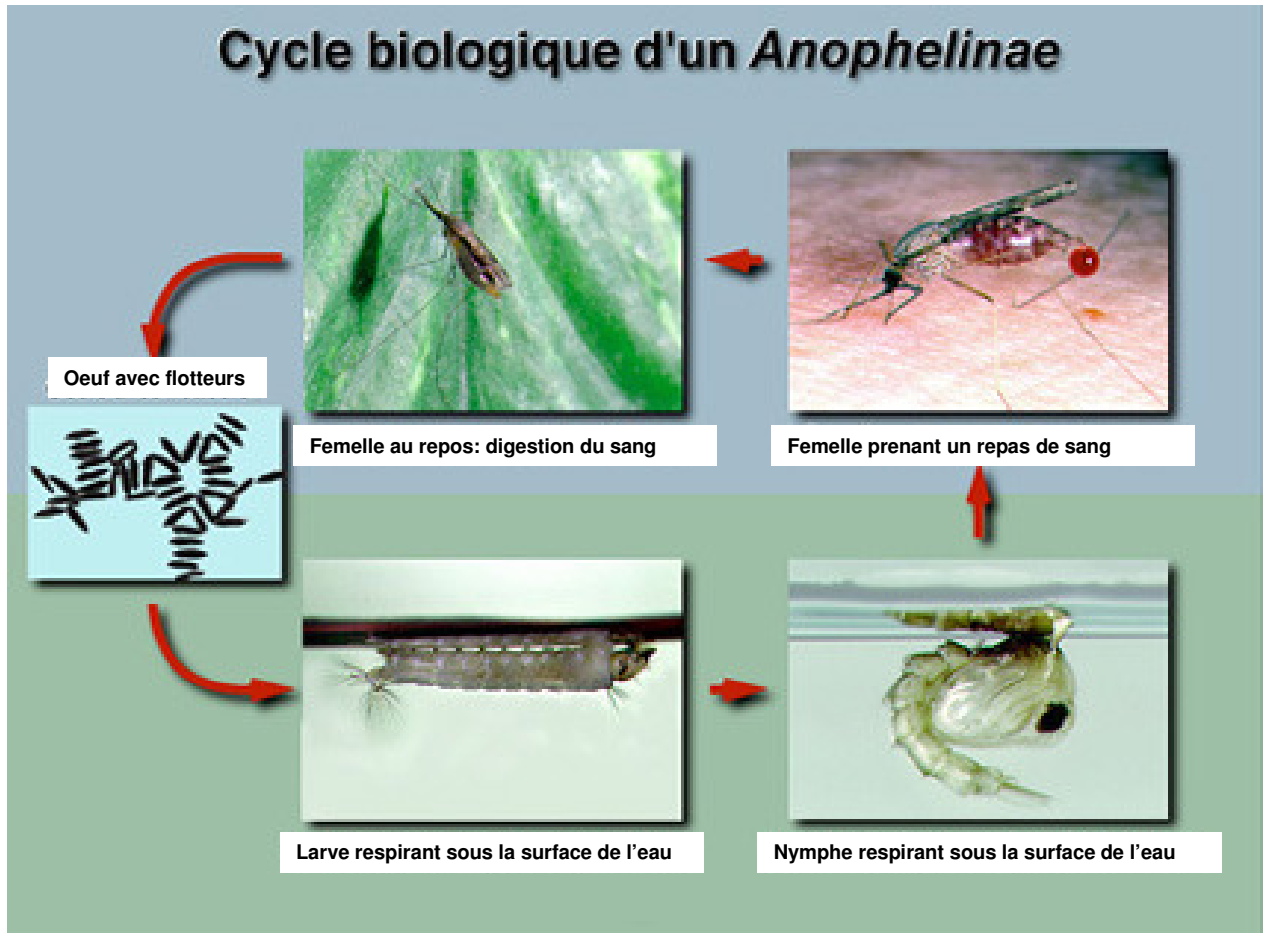 Cycle biologique d'un Anophelinae
Oeuf avec flotteurs
Femelle au repos: digestion du sang
Femelle prenant un repas de sang
Larve respirant sous la surface de l'eau
Nymphe respirant sous la surface de l'eau